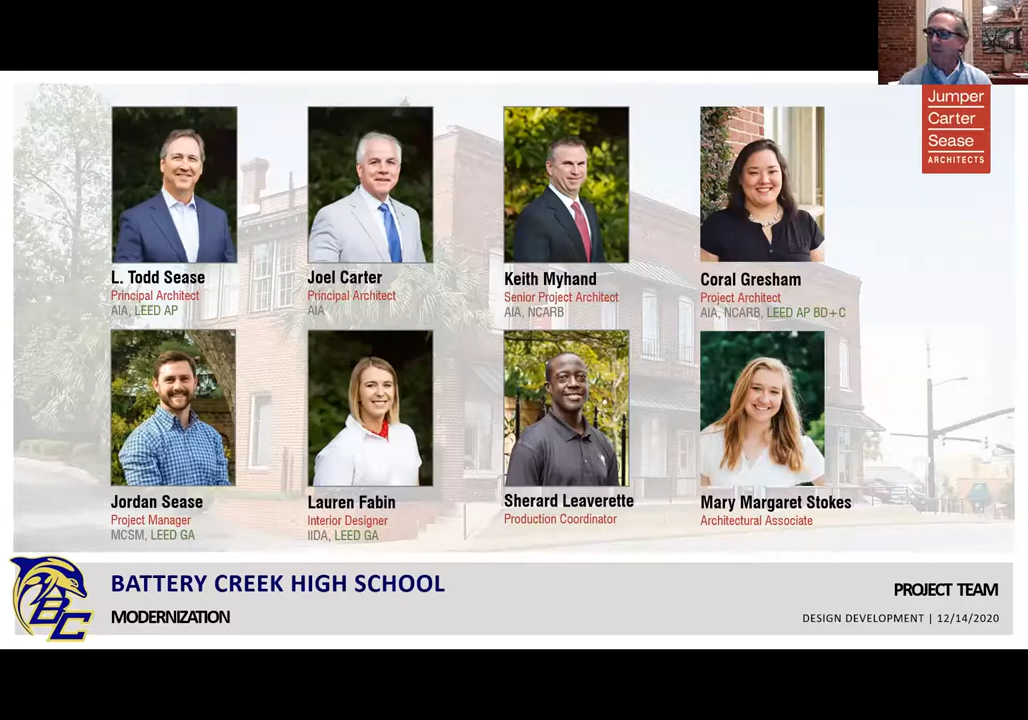 Jumper
Carter
Sease
ARCHITECTS
L. Todd Sease
Principal Architect
AIA, LEED AP
Joel Carter
Principal Architect
AIA
Keith Myhand
Senior Project Architect
AIA, NCARB
Coral Gresham
Project Architect
AIA, NCARB, LEED AP BD+C
Jordan Sease
Project Manager
MCSM, LEED GA
Lauren Fabin
Interior Designer
IIDA, LEED GA
Sherard Leaverette
Production Coordinator
Mary Margaret Stokes
Architectural Associate
BC
BATTERY CREEK HIGH SCHOOL
MODERNIZATION
PROJECT TEAM
DESIGN DEVELOPMENT | 12/14/2020